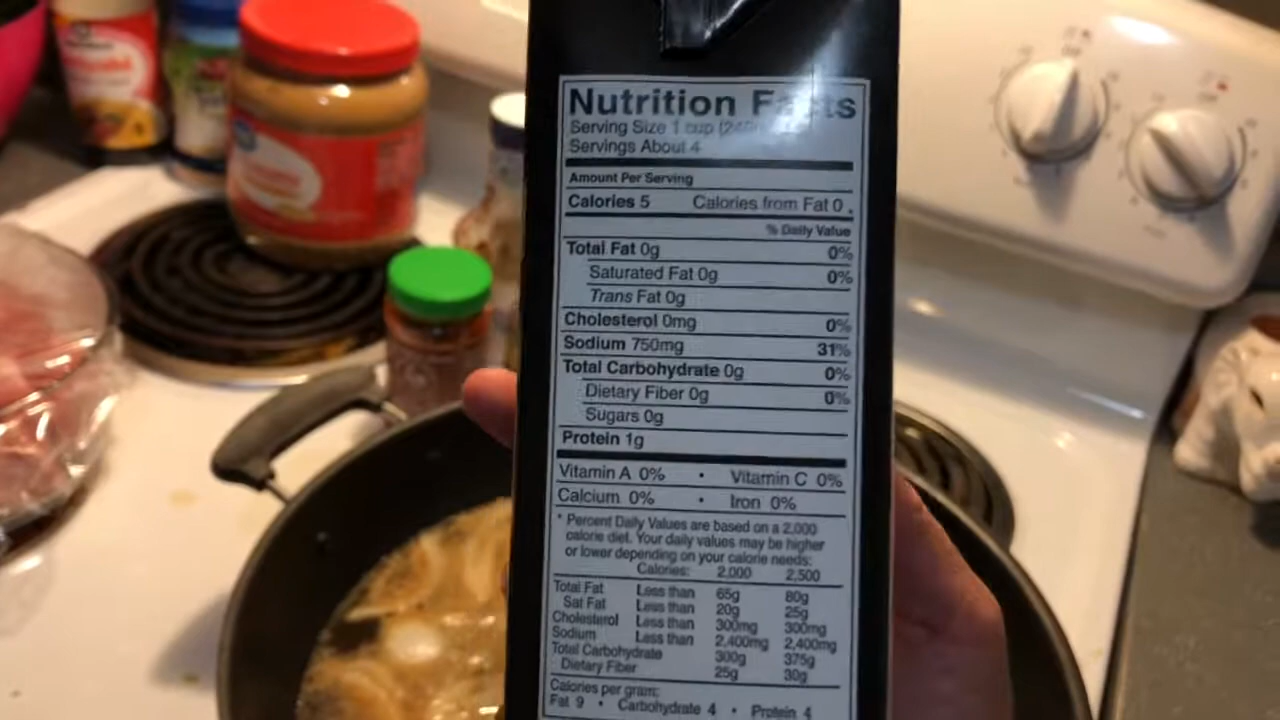 Nutrition Facts
Serving Size 1 cup
Servings About 4
Amount Per Serving
Calories 5 Calories from Fat 0
% Daily Value
Total Fat 0g 0%
Saturated Fat 0g 0%
Trans Fat 0g
Cholesterol 0mg 0%
Sodium 750mg 31%
Total Carbohydrate 0g 0%
Dietary Fiber 0g 0%
Sugars 0g
Protein 1g
Vitamin A 0% • Vitamin C 0%
Calcium 0% • Iron 0%
* Percent Daily Values are based on a 2,000
calorie diet. Your daily values may be higher
or lower depending on your calorie needs:
Calories: 2,000 2,500
Total Fat Less than 65g 80g
Sat Fat Less than 20g 25g
Cholesterol Less than 300mg 300mg
Sodium Less than 2,400mg 2,400mg
Total Carbohydrate 300g 375g
Dietary Fiber 25g 30g
Calories per gram:
Fat 9 • Carbohydrate 4 • Protein 4